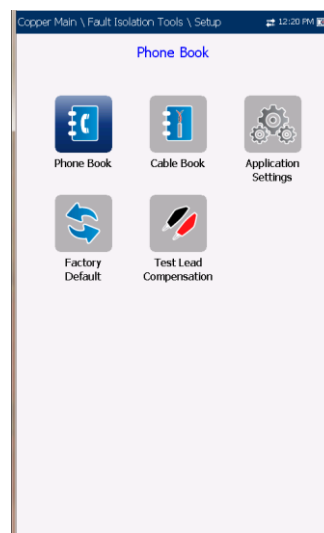 Copper Main \ Fault Isolation Tools \ Setup 12:20 PM
Phone Book
Phone Book Cable Book Application Settings
Factory Default Test Lead Compensation